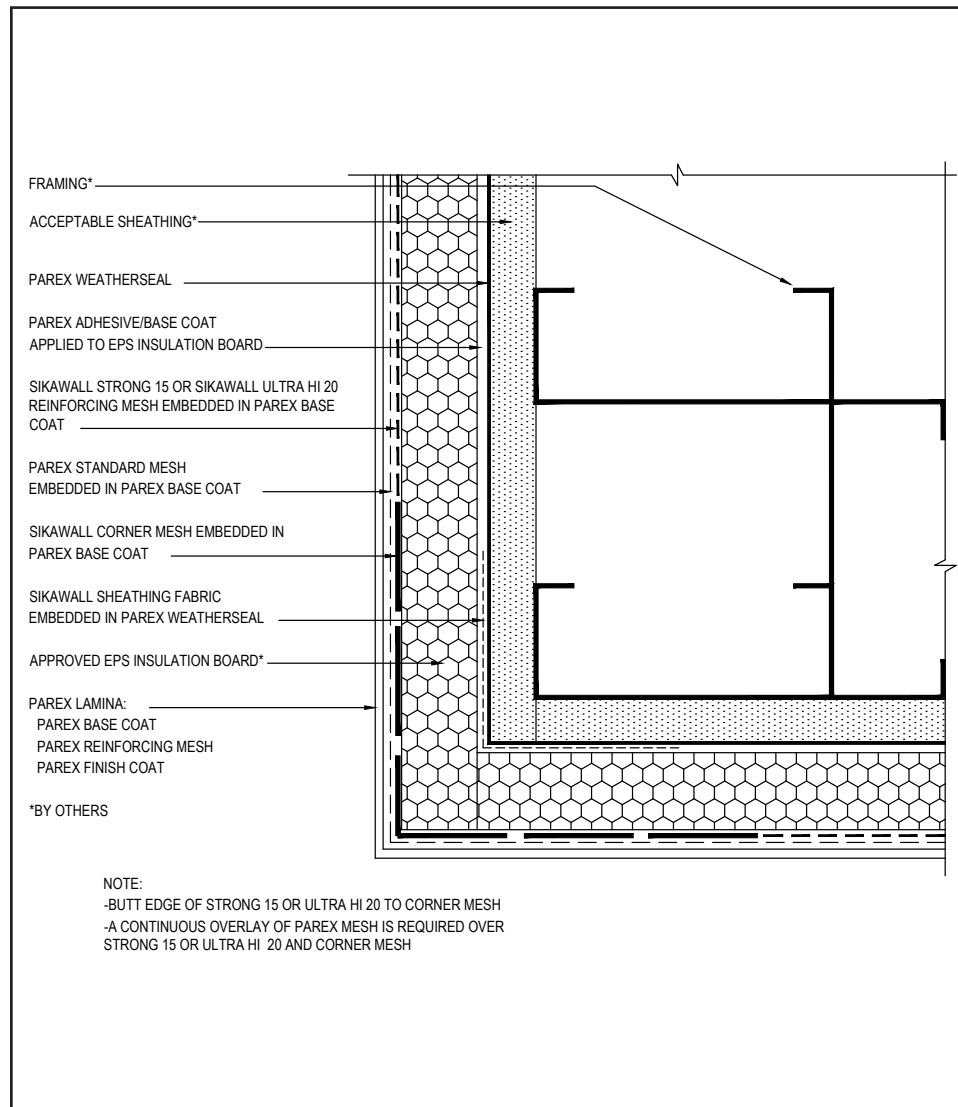 FRAMING*
ACCEPTABLE SHEATHING*
PAREX WEATHERSEAL
PAREX ADHESIVE/BASE COAT
APPLIED TO EPS INSULATION BOARD
SIKAWALL STRONG 15 OR SIKAWALL ULTRA HI 20
REINFORCING MESH EMBEDDED IN PAREX BASE
COAT
PAREX STANDARD MESH
EMBEDDED IN PAREX BASE COAT
SIKAWALL CORNER MESH EMBEDDED IN
PAREX BASE COAT
SIKAWALL SHEATHING FABRIC
EMBEDDED IN PAREX WEATHERSEAL
APPROVED EPS INSULATION BOARD*
PAREX LAMINA:
PAREX BASE COAT
PAREX REINFORCING MESH
PAREX FINISH COAT
*BY OTHERS
NOTE:
-BUTT EDGE OF STRONG 15 OR ULTRA HI 20 TO CORNER MESH
-A CONTINUOUS OVERLAY OF PAREX MESH IS REQUIRED OVER
STRONG 15 OR ULTRA HI 20 AND CORNER MESH